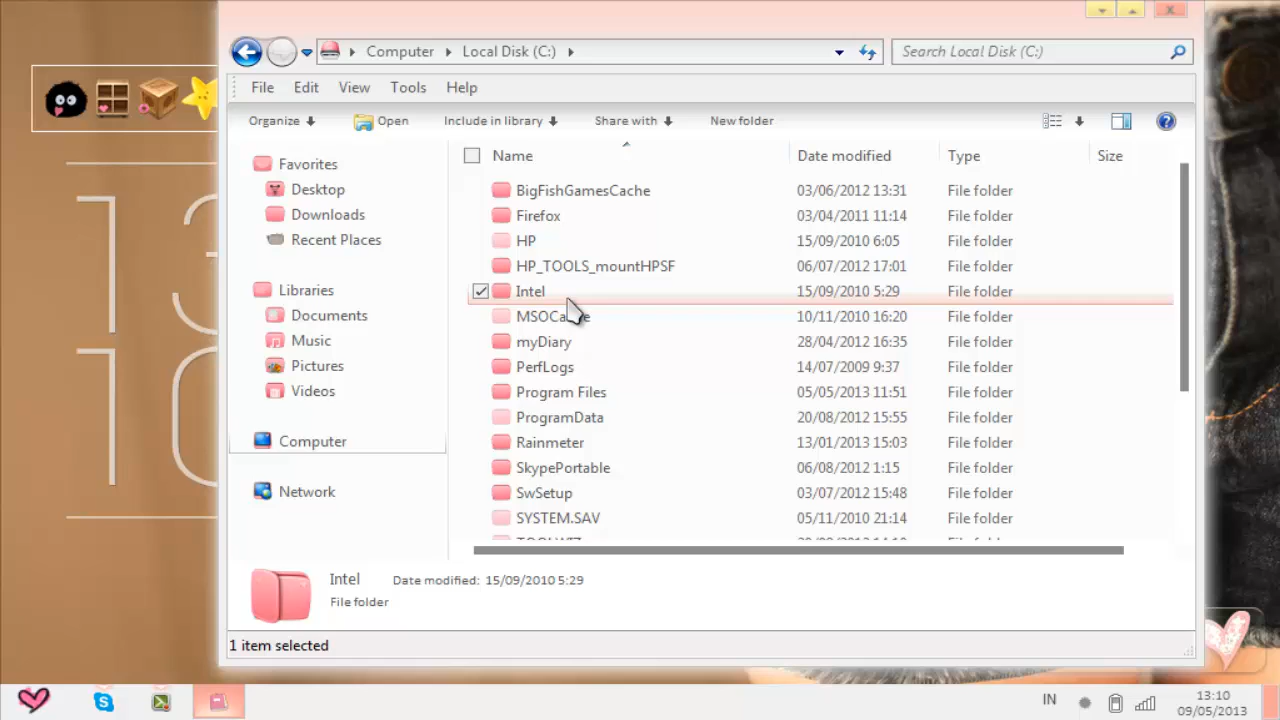 Computer Local Disk (C:)
Search Local Disk (C:)
File Edit View Tools Help
Organize Open Include in library Share with New folder
Name Date modified Type Size
Favorites
Desktop
Downloads
Recent Places
Libraries
Documents
Music
Pictures
Videos
Computer
Network
BigFishGamesCache 03/06/2012 13:31 File folder
Firefox 03/04/2011 11:14 File folder
HP 15/09/2010 6:05 File folder
HP_TOOLS_mountHPSF 06/07/2012 17:01 File folder
Intel 15/09/2010 5:29 File folder
MSOCache 10/11/2010 16:20 File folder
myDiary 28/04/2012 16:35 File folder
PerfLogs 14/07/2009 9:37 File folder
Program Files 05/05/2013 11:51 File folder
ProgramData 20/08/2012 15:55 File folder
Rainmeter 13/01/2013 15:03 File folder
SkypePortable 06/08/2012 1:15 File folder
SwSetup 03/07/2012 15:48 File folder
SYSTEM.SAV 05/11/2010 21:14 File folder
Intel Date modified: 15/09/2010 5:29
File folder
1 item selected
13
10
IN
13:10
09/05/2013